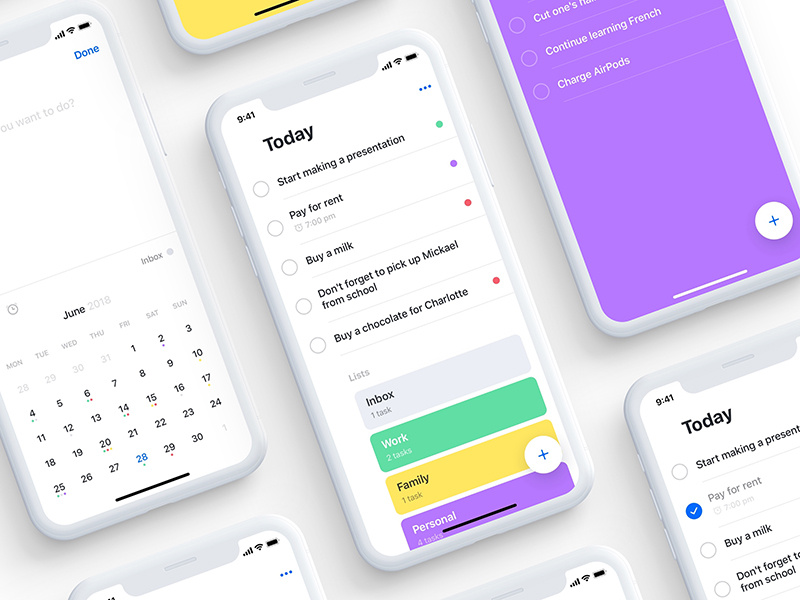 Done
you want to do?
Inbox
June 2018
MON TUE WED THU FRI SAT SUN
28 29 30 31 1 2 3
4 5 6 7 8 9 10
11 12 13 14 15 16 17
18 19 20 21 22 23 24
25 26 27 28 29 30 1
9:41
Today
Start making a presentation
Pay for rent
7:00 pm
Buy a milk
Don't forget to pick up Mickael
from school
Buy a chocolate for Charlotte
Lists
Inbox
1 task
Work
2 tasks
Family
1 task
Personal
4 tasks
Cut one's
Continue learning French
Charge AirPods
9:41
Today
Start making a
Pay for rent
7:00 pm
Buy a milk
Don't forget to
from school